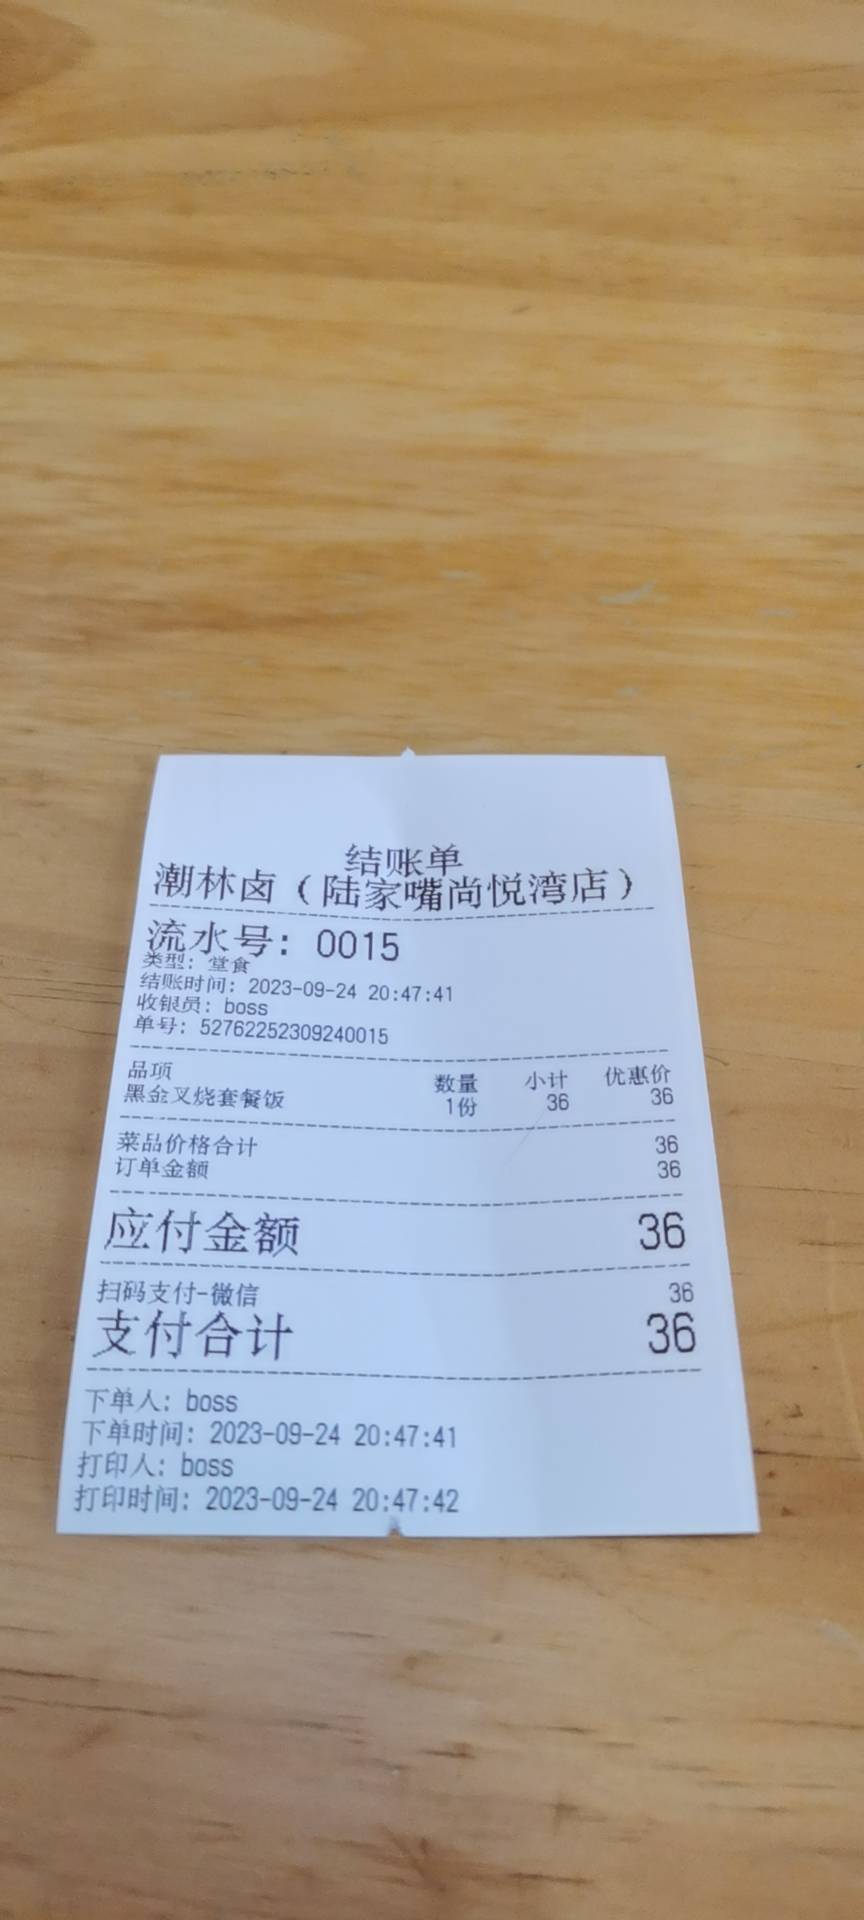 结账单
潮林卤（陆家嘴尚悦湾店）
流水号：0015
类型：堂食
结账时间：2023-09-24 20:47:41
收银员：boss
单号：52762252309240015
品项 数量 小计 优惠价
黑金叉烧套餐饭 1份 36 36
菜品价格合计 36
订单金额 36
应付金额 36
扫码支付-微信 36
支付合计 36
下单人：boss
下单时间：2023-09-24 20:47:41
打印人：boss
打印时间：2023-09-24 20:47:42